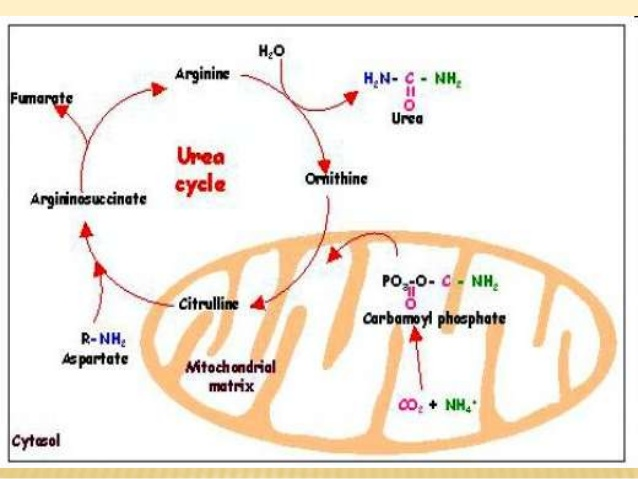 H₂O
Arginine
H₂N- C - NH₂
O
Urea
Fumarate
Urea
cycle
Ornithine
Argininosuccinate
PO₃-O- C - NH₂
O
Carbamoyl phosphate
Citrulline
R-NH₂
Aspartate
Mitochondrial
matrix
CO₂ + NH₄⁺
Cytosol